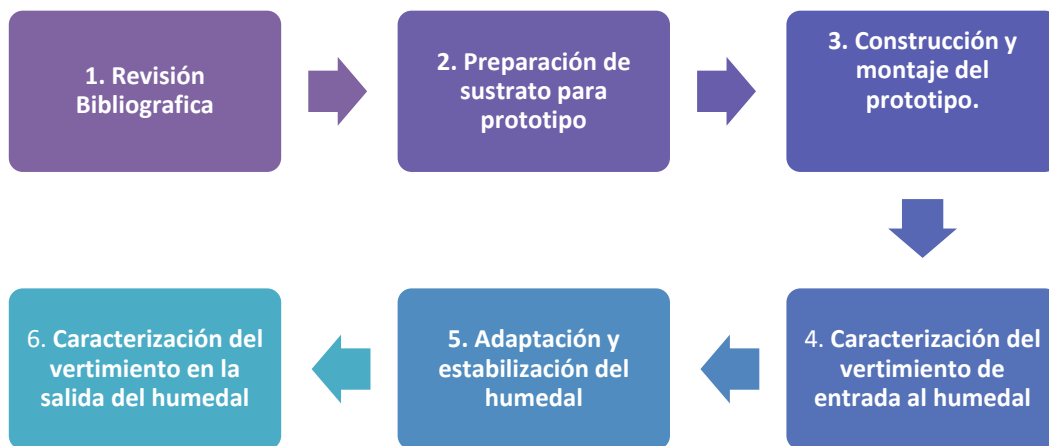 1. Revisión
Bibliografica
2. Preparación de
sustrato para
prototipo
3. Construcción y
montaje del
prototipo.
4. Caracterización del
vertimiento de
entrada al humedal
5. Adaptación y
estabilización del
humedal
6. Caracterización del
vertimiento en la
salida del humedal